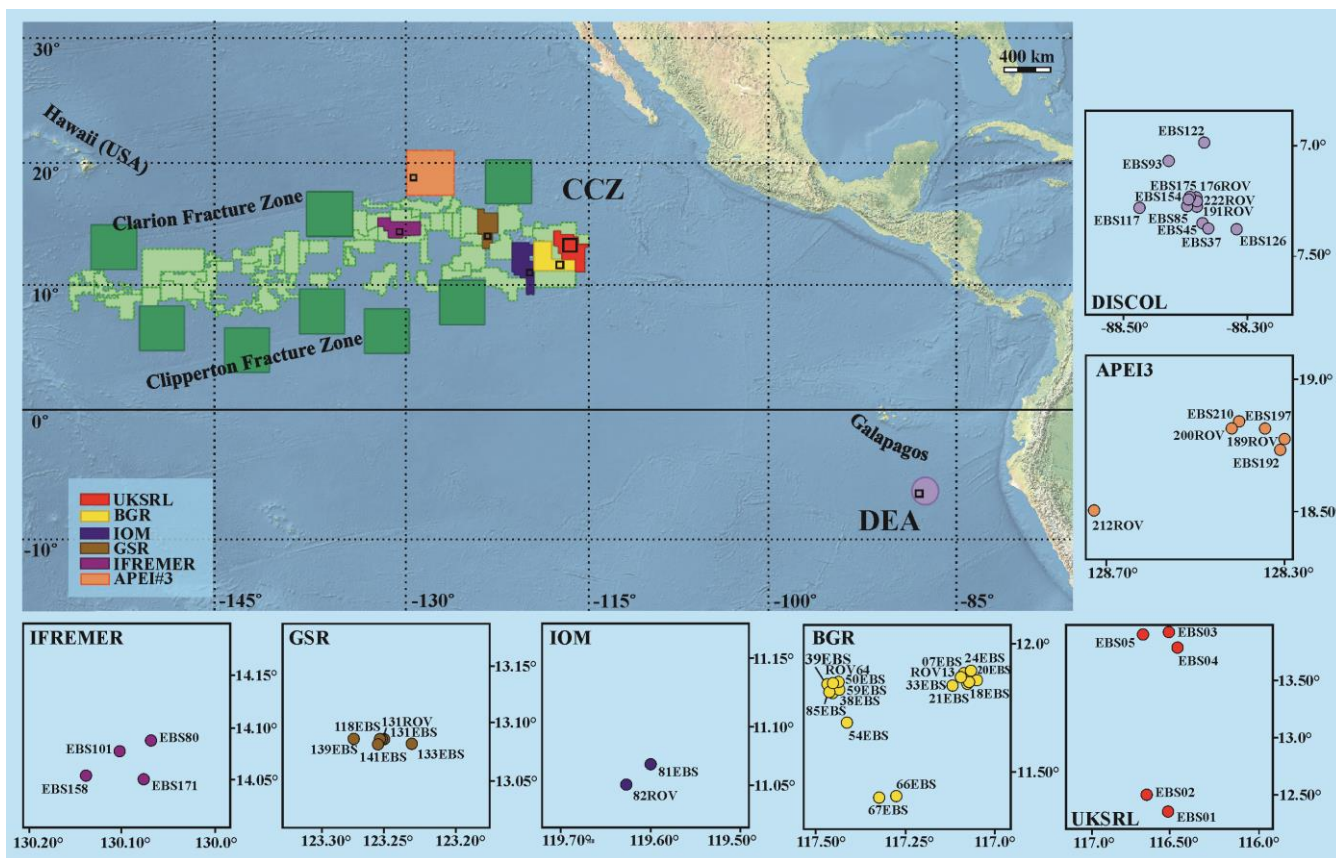 30°
400 km
Hawaii (USA)
20°
CCZ
Clarion Fracture Zone
10°
Clipperton Fracture Zone
0°
Galapagos
DEA
-10°
UKSRL
BGR
IOM
GSR
IFREMER
APEI#3
-145°
-130°
-115°
-100°
-85°
EBS122
7.0°
EBS93
EBS175
176ROV
EBS154
222ROV
191ROV
EBS117
EBS85
EBS45
EBS37
EBS126
7.50°
DISCOL
-88.50°
-88.30°
APEI3
19.0°
EBS210
EBS197
200ROV
189ROV
EBS192
18.50°
212ROV
128.70°
128.30°
IFREMER
14.15°
14.10°
EBS101
EBS80
14.05°
EBS158
EBS171
130.20°
130.10°
130.0°
GSR
13.15°
13.10°
118EBS
131ROV
131EBS
139EBS
141EBS
133EBS
13.05°
123.30°
123.25°
123.20°
IOM
11.15°
11.10°
81EBS
82ROV
11.05°
119.70°
119.60°
119.50°
BGR
12.0°
39EBS
ROV64
50EBS
59EBS
38EBS
85EBS
07EBS
24EBS
ROV13
20EBS
33EBS
21EBS
18EBS
54EBS
11.50°
66EBS
67EBS
117.50°
117.25°
117.0°
EBS05
EBS03
EBS04
13.50°
13.0°
EBS02
12.50°
EBS01
UKSRL
117.0°
116.50°
116.0°